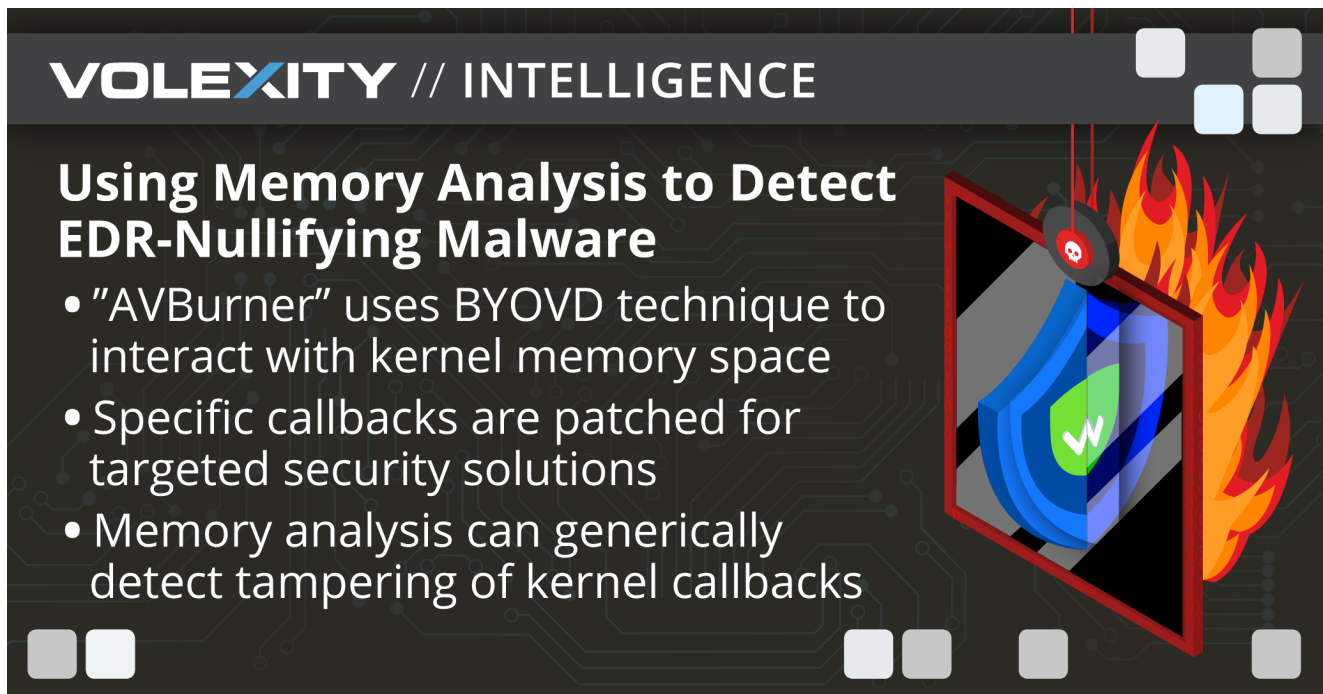 VOLEXITY // INTELLIGENCE
Using Memory Analysis to Detect
EDR-Nullifying Malware
• ”AVBurner” uses BYOVD technique to
interact with kernel memory space
• Specific callbacks are patched for
targeted security solutions
• Memory analysis can generically
detect tampering of kernel callbacks